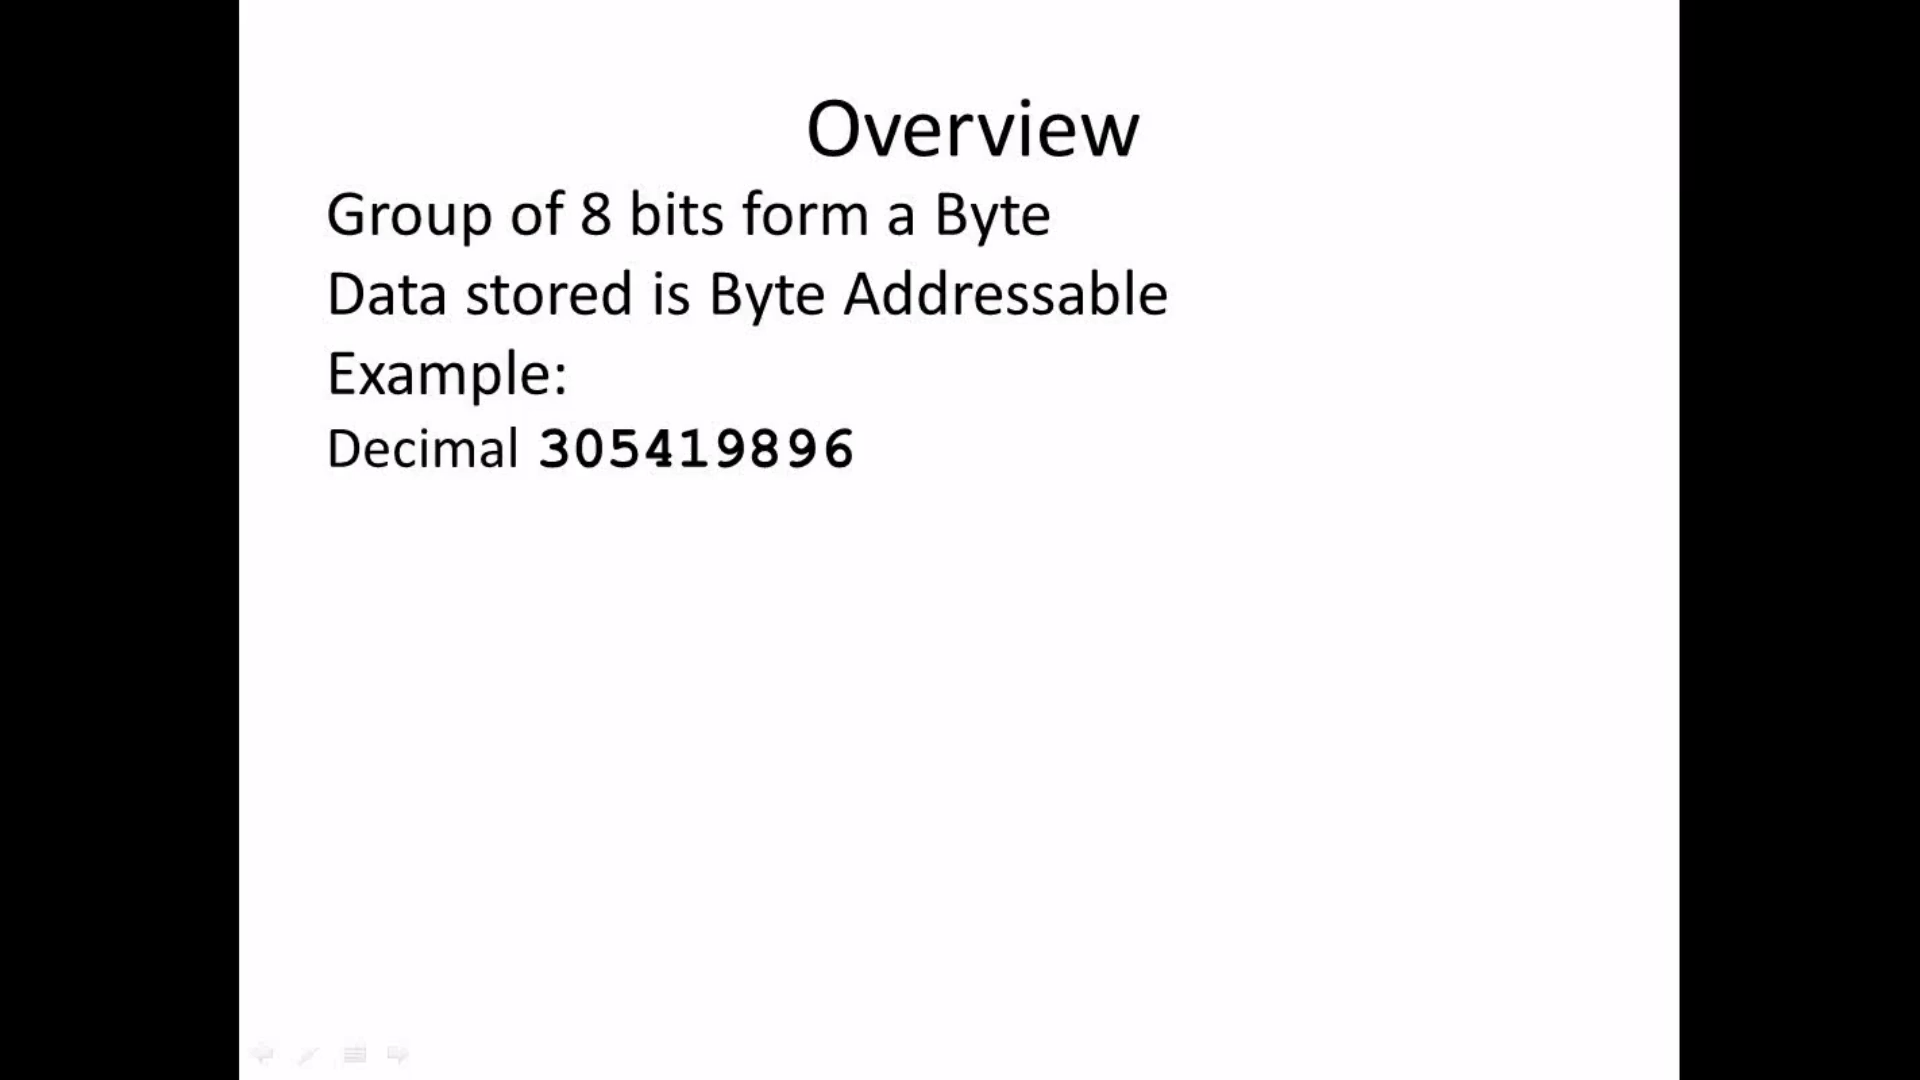 Overview
Group of 8 bits form a Byte
Data stored is Byte Addressable
Example:
Decimal 305419896